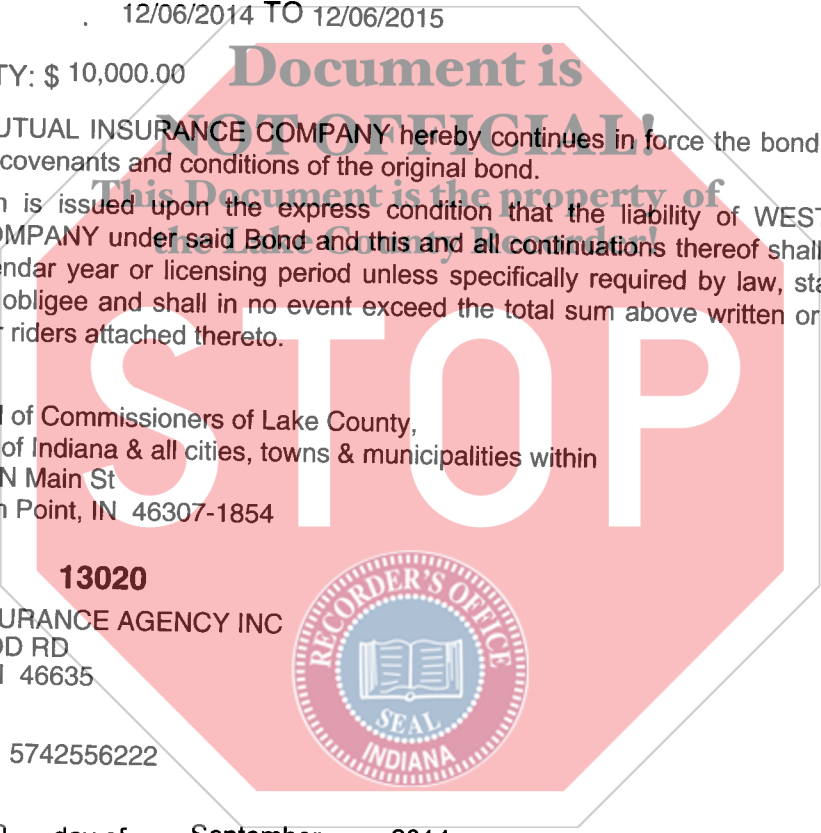 12/06/2014 TO 12/06/2015
TY: $ 10,000.00
Document is
UTUAL INSURANCE COMPANY hereby continues in force the bond
NOT OFFICIAL!
covenants and conditions of the original bond.
This Document is the property of
n is issued upon the express condition that the liability of WEST
OMPANY under said Bond and this and all continuations thereof shall
the Lake County Recorder!
endar year or licensing period unless specifically required by law, sta
obligee and shall in no event exceed the total sum above written or
r riders attached thereto.
STOP
of Commissioners of Lake County,
of Indiana & all cities, towns & municipalities within
N Main St
n Point, IN 46307-1854
13020
URANCE AGENCY INC
OD RD
46635
RECORDER'S OFFICE
SEAL
INDIANA
5742556222
day of September 2014